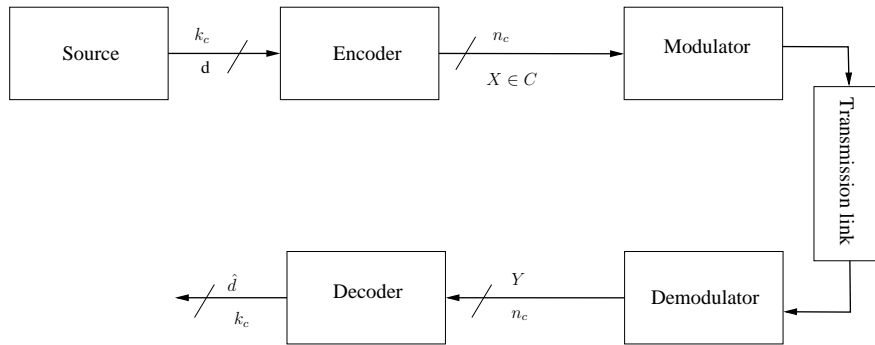 Source
k_c
d
Encoder
n_c
X ∈ C
Modulator
Transmission link
Demodulator
Y
n_c
Decoder
d̂
k_c